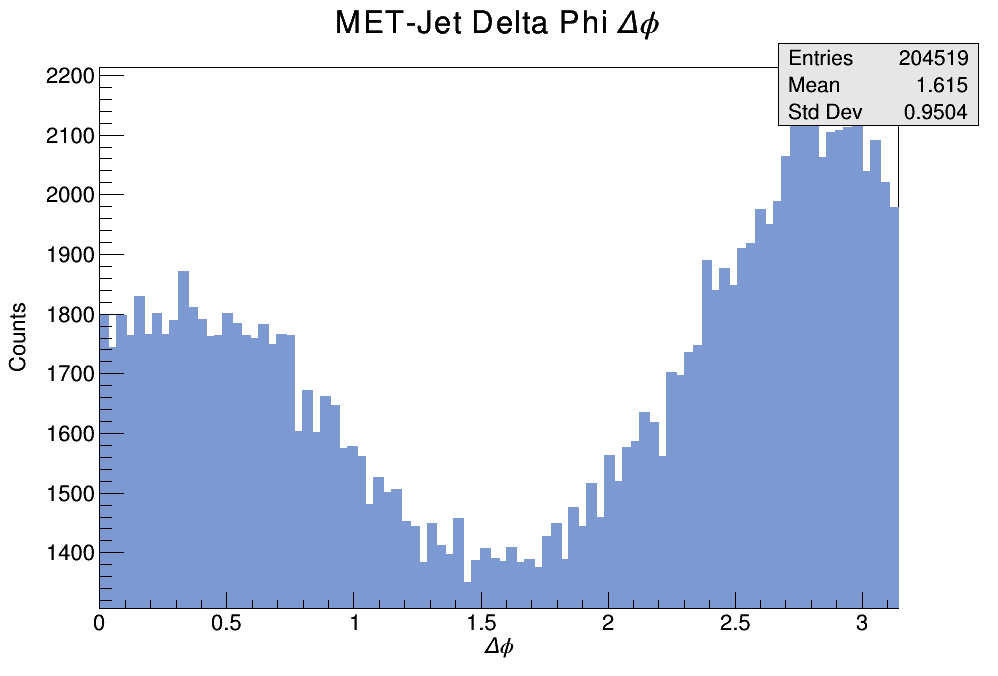 MET-Jet Delta Phi Δϕ
Entries 204519
Mean 1.615
Std Dev 0.9504
2200
2100
2000
1900
1800
1700
1600
1500
1400
Counts
0 0.5 1 1.5 2 2.5 3
Δϕ